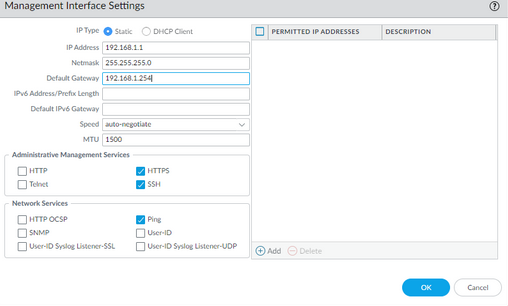 Management Interface Settings
IP Type Static DHCP Client
IP Address 192.168.1.1
Netmask 255.255.255.0
Default Gateway 192.168.1.254
IPv6 Address/Prefix Length
Default IPv6 Gateway
Speed auto-negotiate
MTU 1500
Administrative Management Services
HTTP HTTPS
Telnet SSH
Network Services
HTTP OCSP Ping
SNMP User-ID
User-ID Syslog Listener-SSL User-ID Syslog Listener-UDP
PERMITTED IP ADDRESSES DESCRIPTION
Add Delete
OK Cancel